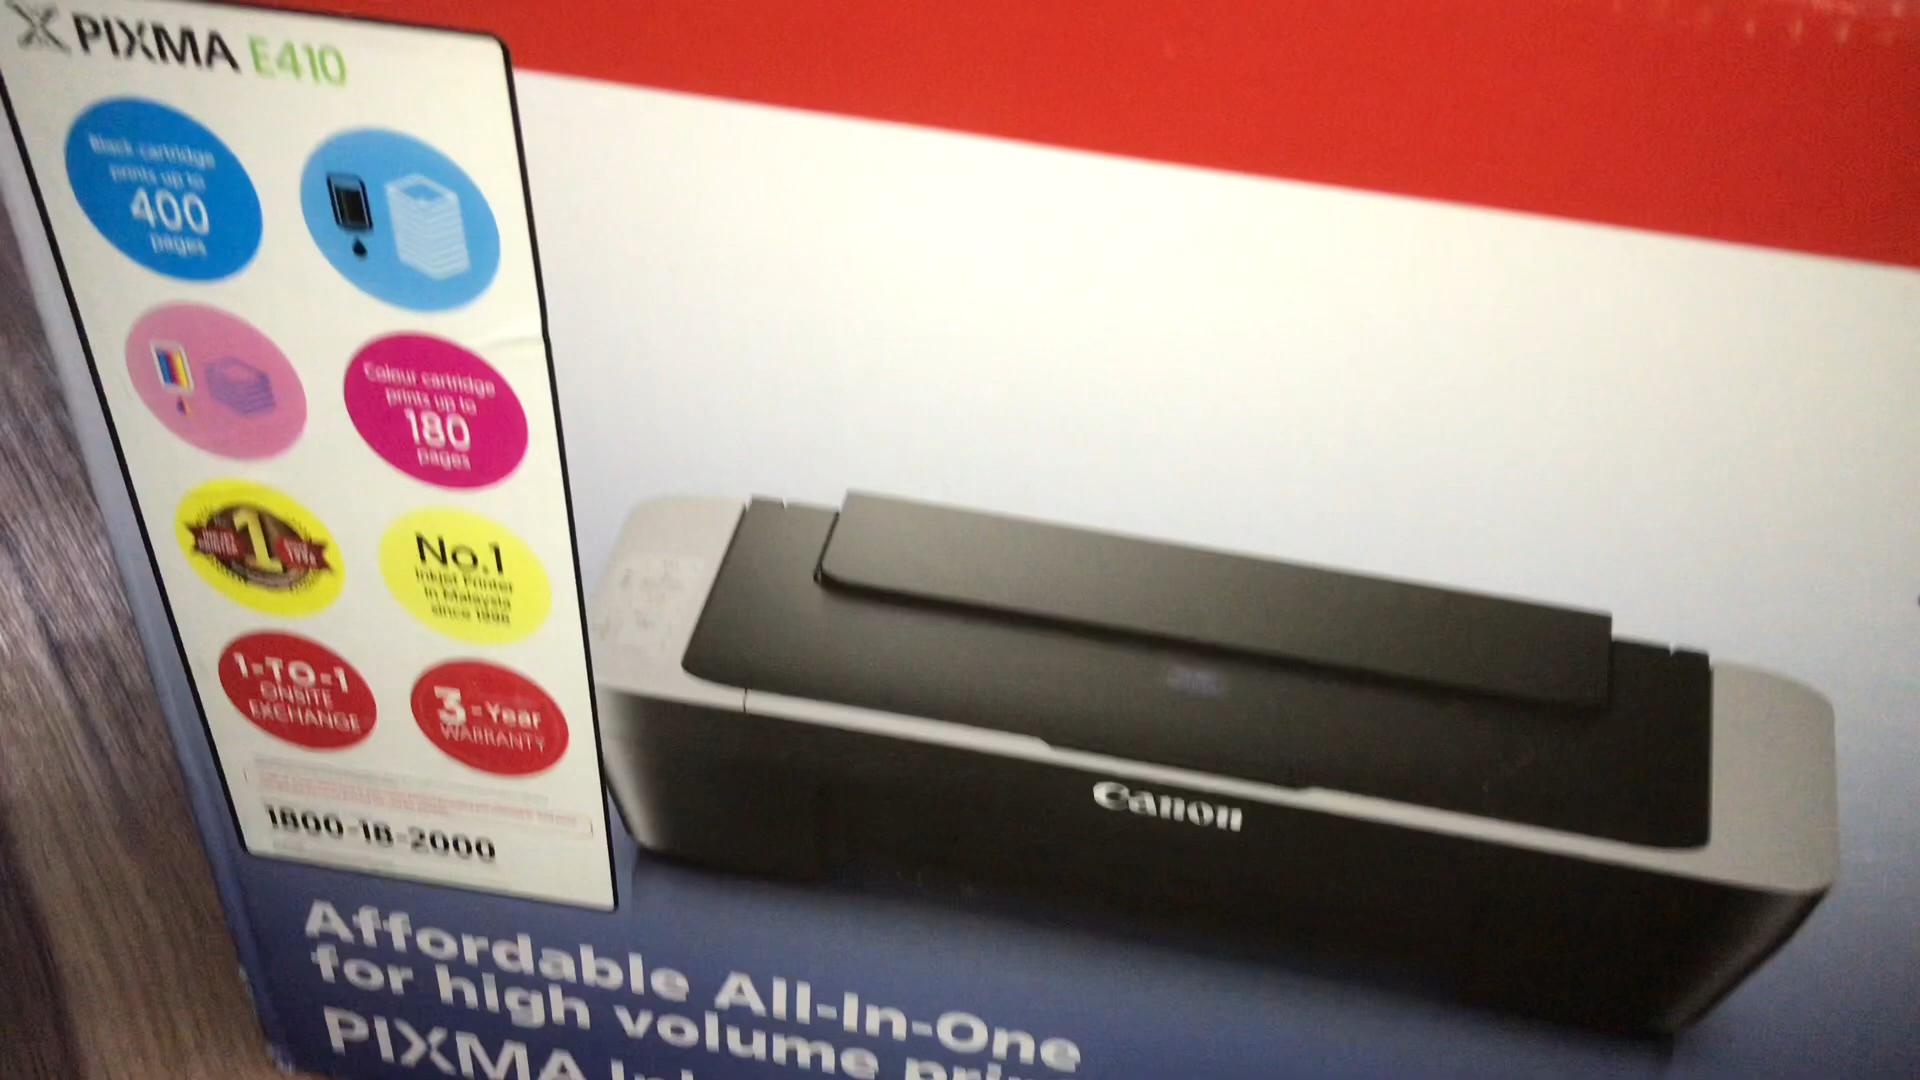 PIXMA E410
Black cartridge
prints up to
400
pages
Colour cartridge
prints up to
180
pages
1
No.1
Inkjet Printer
in Malaysia
since 1996
1-TO-1
ONSITE
EXCHANGE
3-Year
WARRANTY
1800-18-2000
Canon
Affordable All-In-One
for high volume
PIXMA